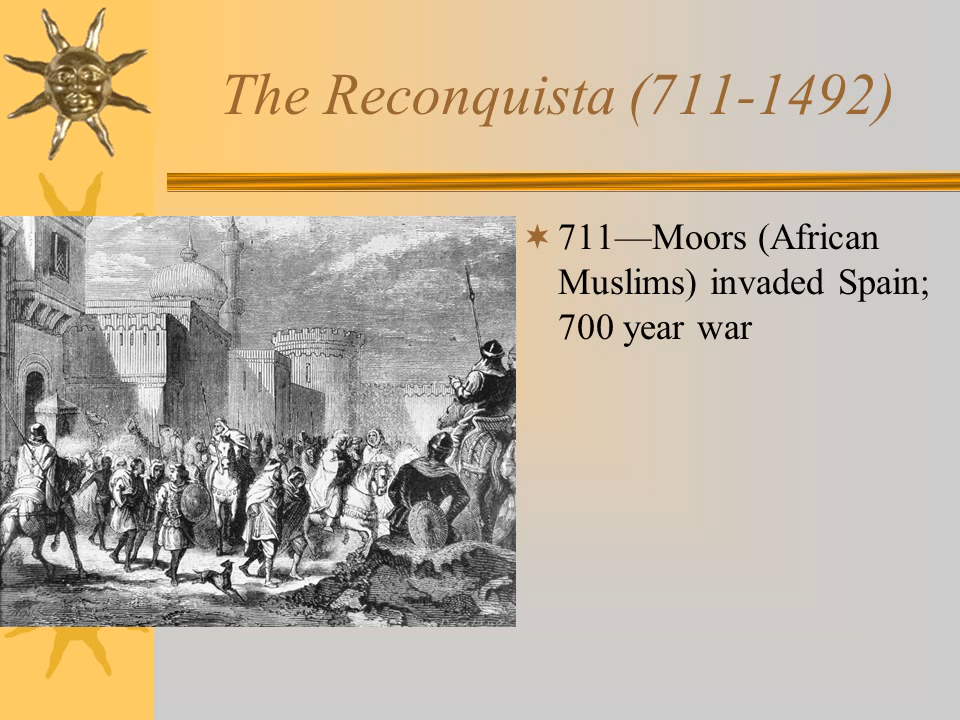 The Reconquista (711-1492)
711—Moors (African
Muslims) invaded Spain;
700 year war